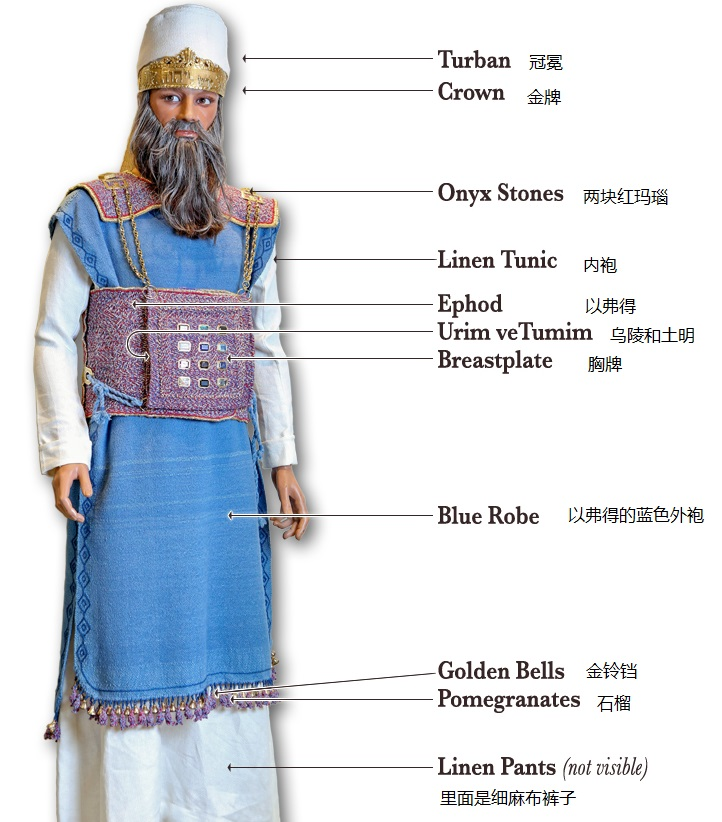 Turban 冠冕
Crown 金牌
Onyx Stones 两块红玛瑙
Linen Tunic 内袍
Ephod 以弗得
Urim veTumim 乌陵和土明
Breastplate 胸牌
Blue Robe 以弗得的蓝色外袍
Golden Bells 金铃铛
Pomegranates 石榴
Linen Pants (not visible)
里面是细麻布裤子